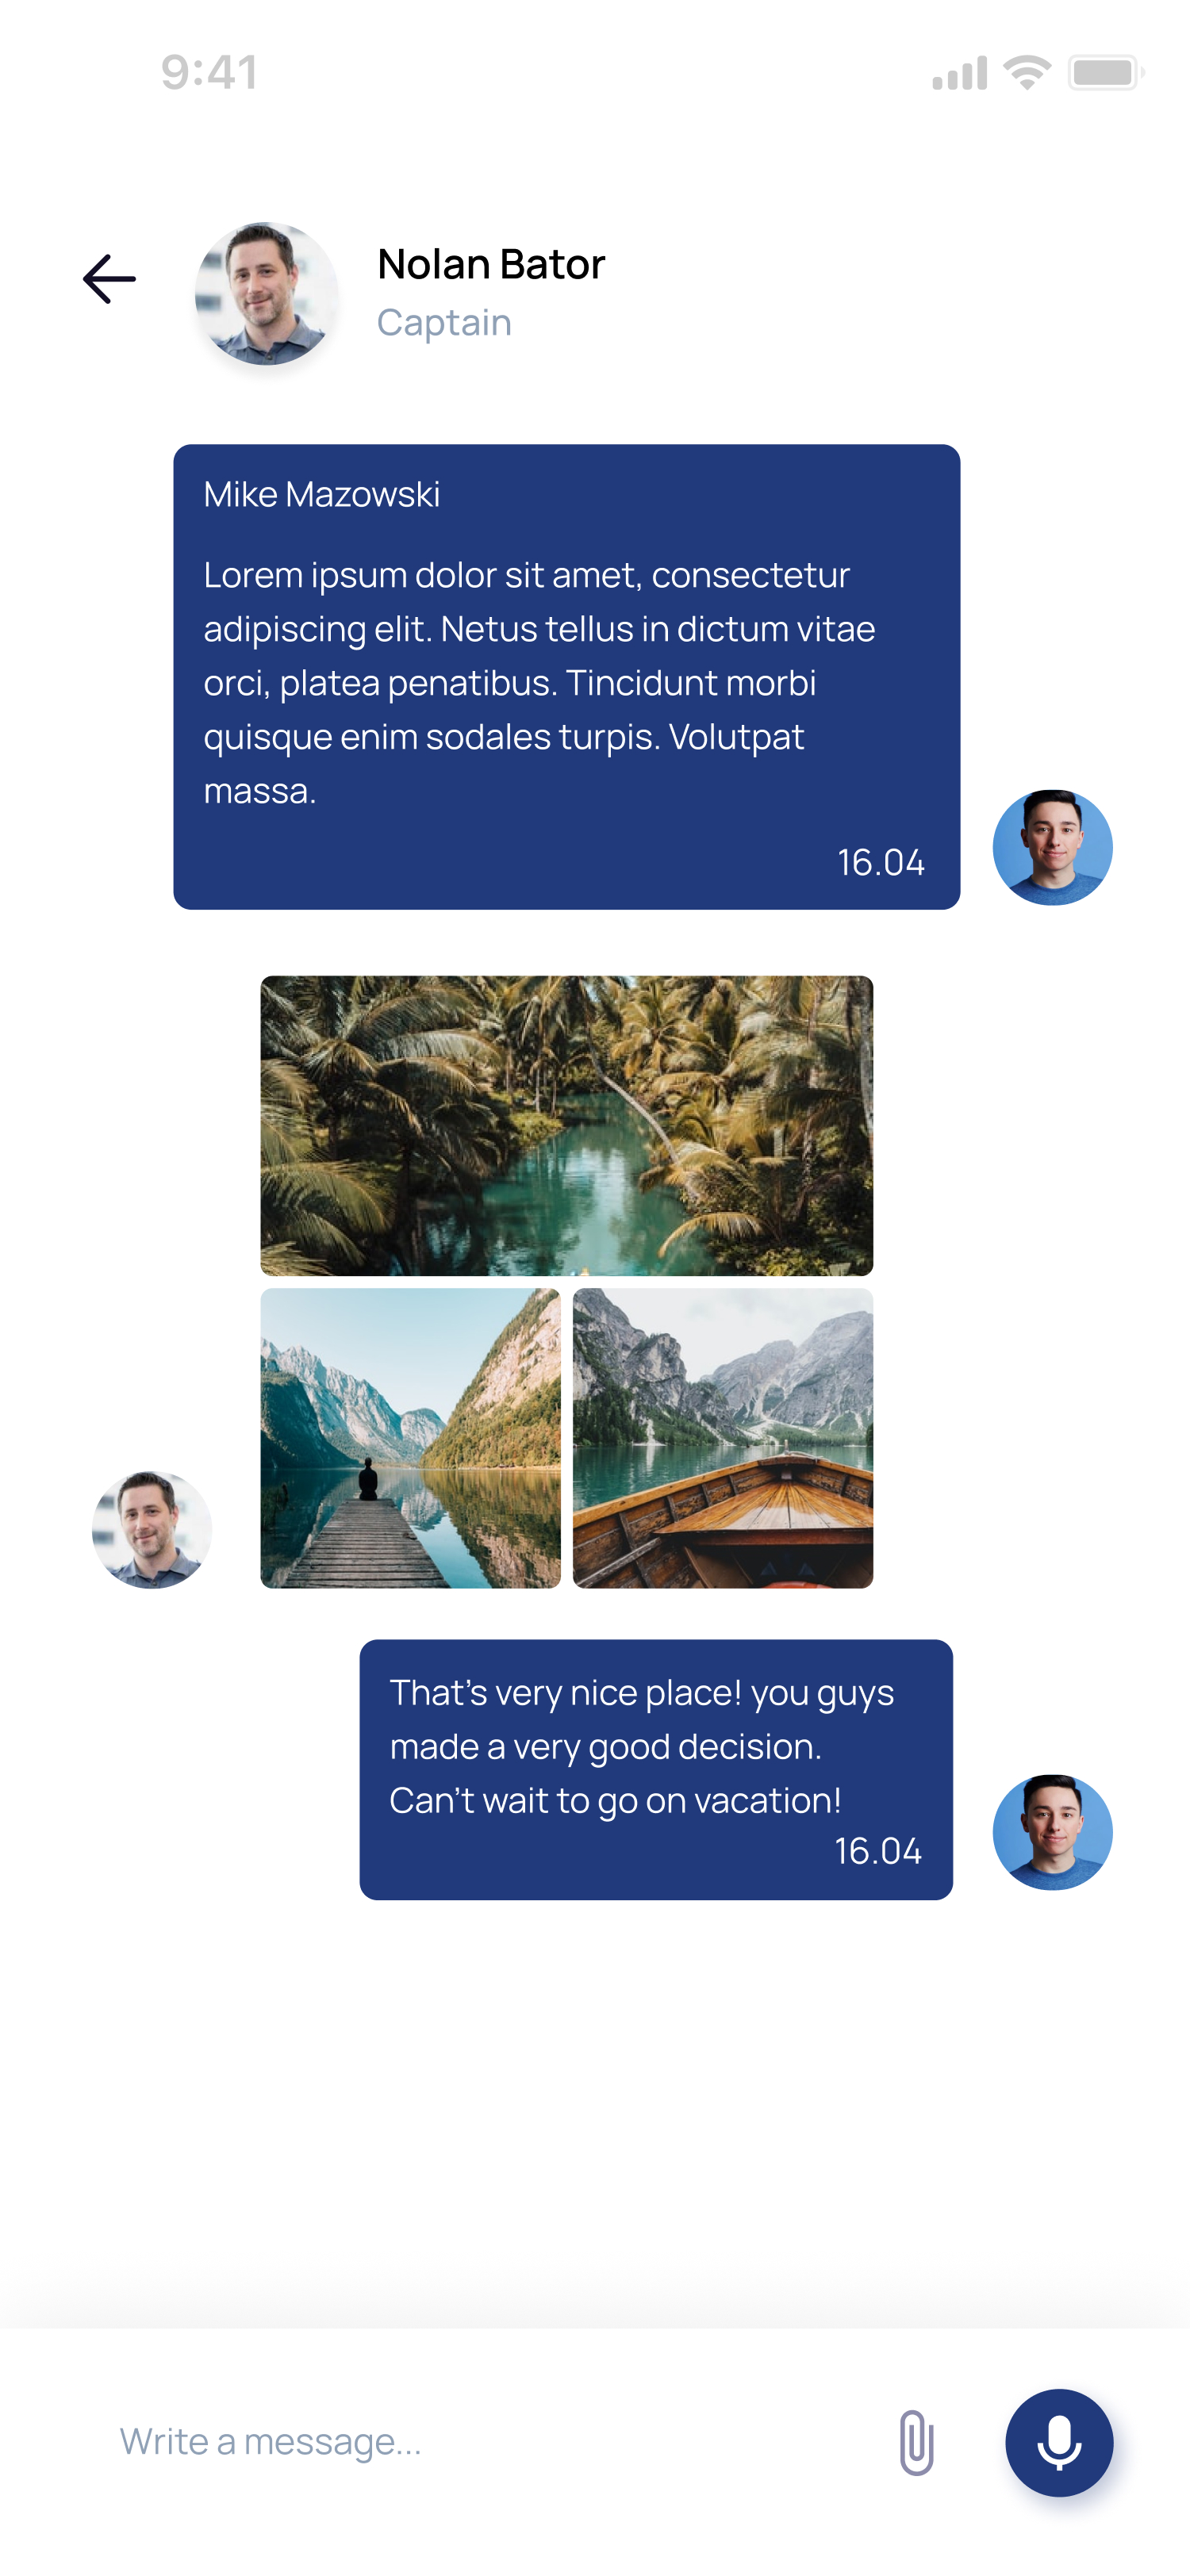 9:41
Nolan Bator
Captain
Mike Mazowski
Lorem ipsum dolor sit amet, consectetur
adipiscing elit. Netus tellus in dictum vitae
orci, platea penatibus. Tincidunt morbi
quisque enim sodales turpis. Volutpat
massa.
16.04
That’s very nice place! you guys
made a very good decision.
Can’t wait to go on vacation!
16.04
Write a message...